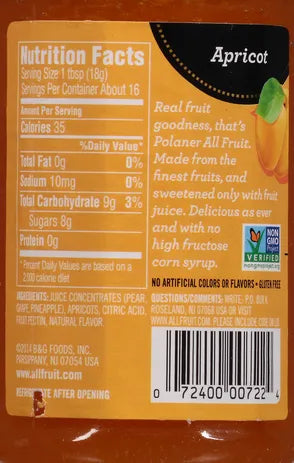 Nutrition Facts
Serving Size 1 tbsp (18g)
Servings Per Container About 16
Amount Per Serving
Calories 35
%Daily Value*
Total Fat 0g 0%
Sodium 10mg 0%
Total Carbohydrate 9g 3%
Sugars 8g
Protein 0g
*Percent Daily Values are based on a
2,000 calorie diet
INGREDIENTS: JUICE CONCENTRATES (PEAR,
GRAPE, PINEAPPLE), APRICOTS, CITRIC ACID,
FRUIT PECTIN, NATURAL FLAVOR.
©2014 B&G FOODS, INC.
PARSIPPANY, NJ 07054 USA
www.allfruit.com
REFRIGERATE AFTER OPENING
Apricot
Real fruit
goodness, that's
Polaner All Fruit.
Made from the
finest fruits, and
sweetened only with fruit
juice. Delicious as ever
and with no
high fructose
corn syrup.
NON
GMO
Project
VERIFIED
nongmoproject.org
NO ARTIFICIAL COLORS OR FLAVORS • GLUTEN FREE
QUESTIONS/COMMENTS: WRITE, P.O. BOX
ROSELAND, NJ 07068 USA OR VISIT
WWW.ALLFRUIT.COM. PLEASE INCLUDE CODE ON LID.
0 72400 00722 4